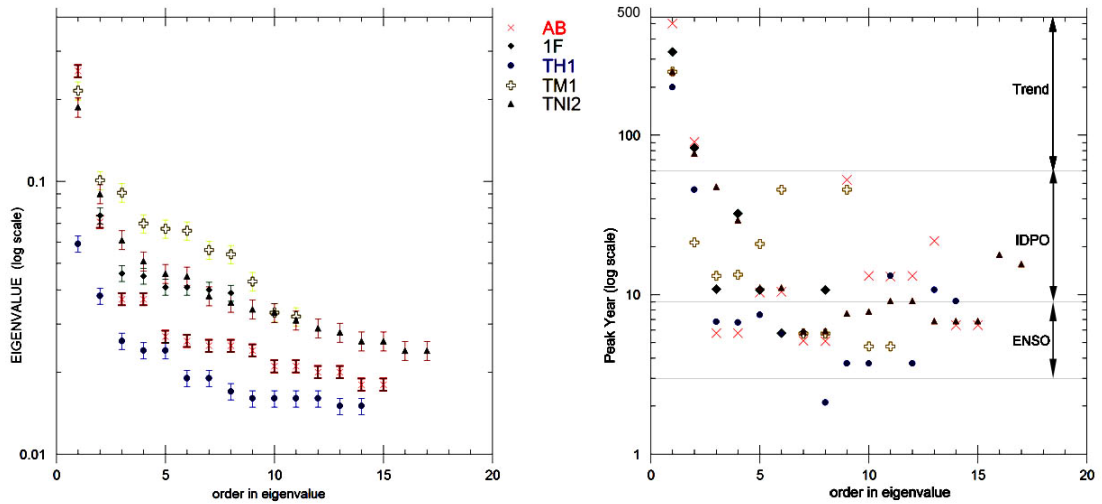 EIGENVALUE (log scale)
0.1
0.01
0
5
10
15
20
order in eigenvalue
AB
1F
TH1
TM1
TNI2
Peak Year (log scale)
500
100
10
1
0
5
10
15
20
order in eigenvalue
Trend
IDPO
ENSO